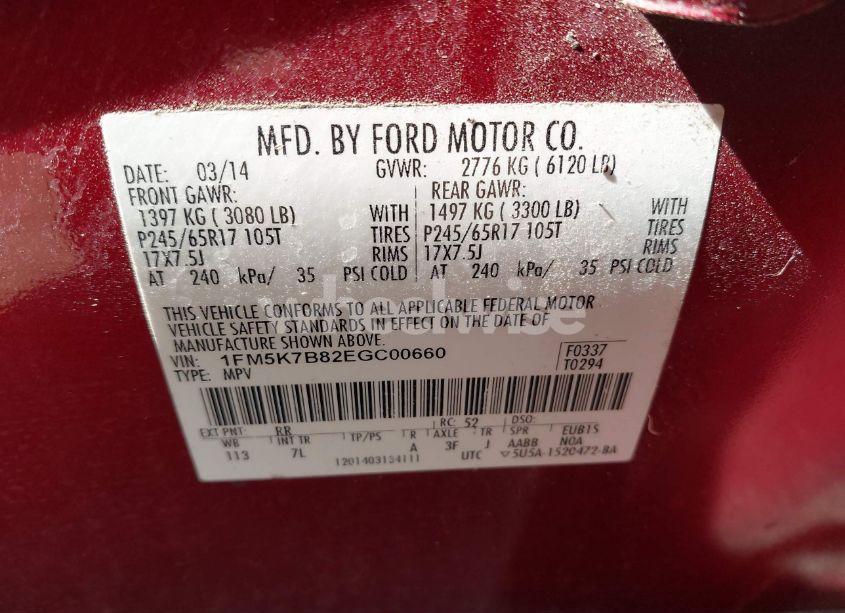 MFD. BY FORD MOTOR CO.
DATE: 03/14 GVWR: 2776 KG ( 6120 LB)
FRONT GAWR: REAR GAWR:
1397 KG ( 3080 LB) WITH 1497 KG ( 3300 LB) WITH
P245/65R17 105T TIRES P245/65R17 105T TIRES
17X7.5J RIMS 17X7.5J RIMS
AT 240 kPa/ 35 PSI COLD AT 240 kPa/ 35 PSI COLD
THIS VEHICLE CONFORMS TO ALL APPLICABLE FEDERAL MOTOR
VEHICLE SAFETY STANDARDS IN EFFECT ON THE DATE OF
MANUFACTURE SHOWN ABOVE.
VIN: 1FM5K7B82EGC00660 F0337
TYPE: MPV T0294
EXT PNT: RR RC: 52 DSO:
WB INT TR TP/PS R AXLE TR SPR EUB1S
113 7L A 3F J AABB N0A
1201403134111 UTC ▽5U5A-1520472-BA